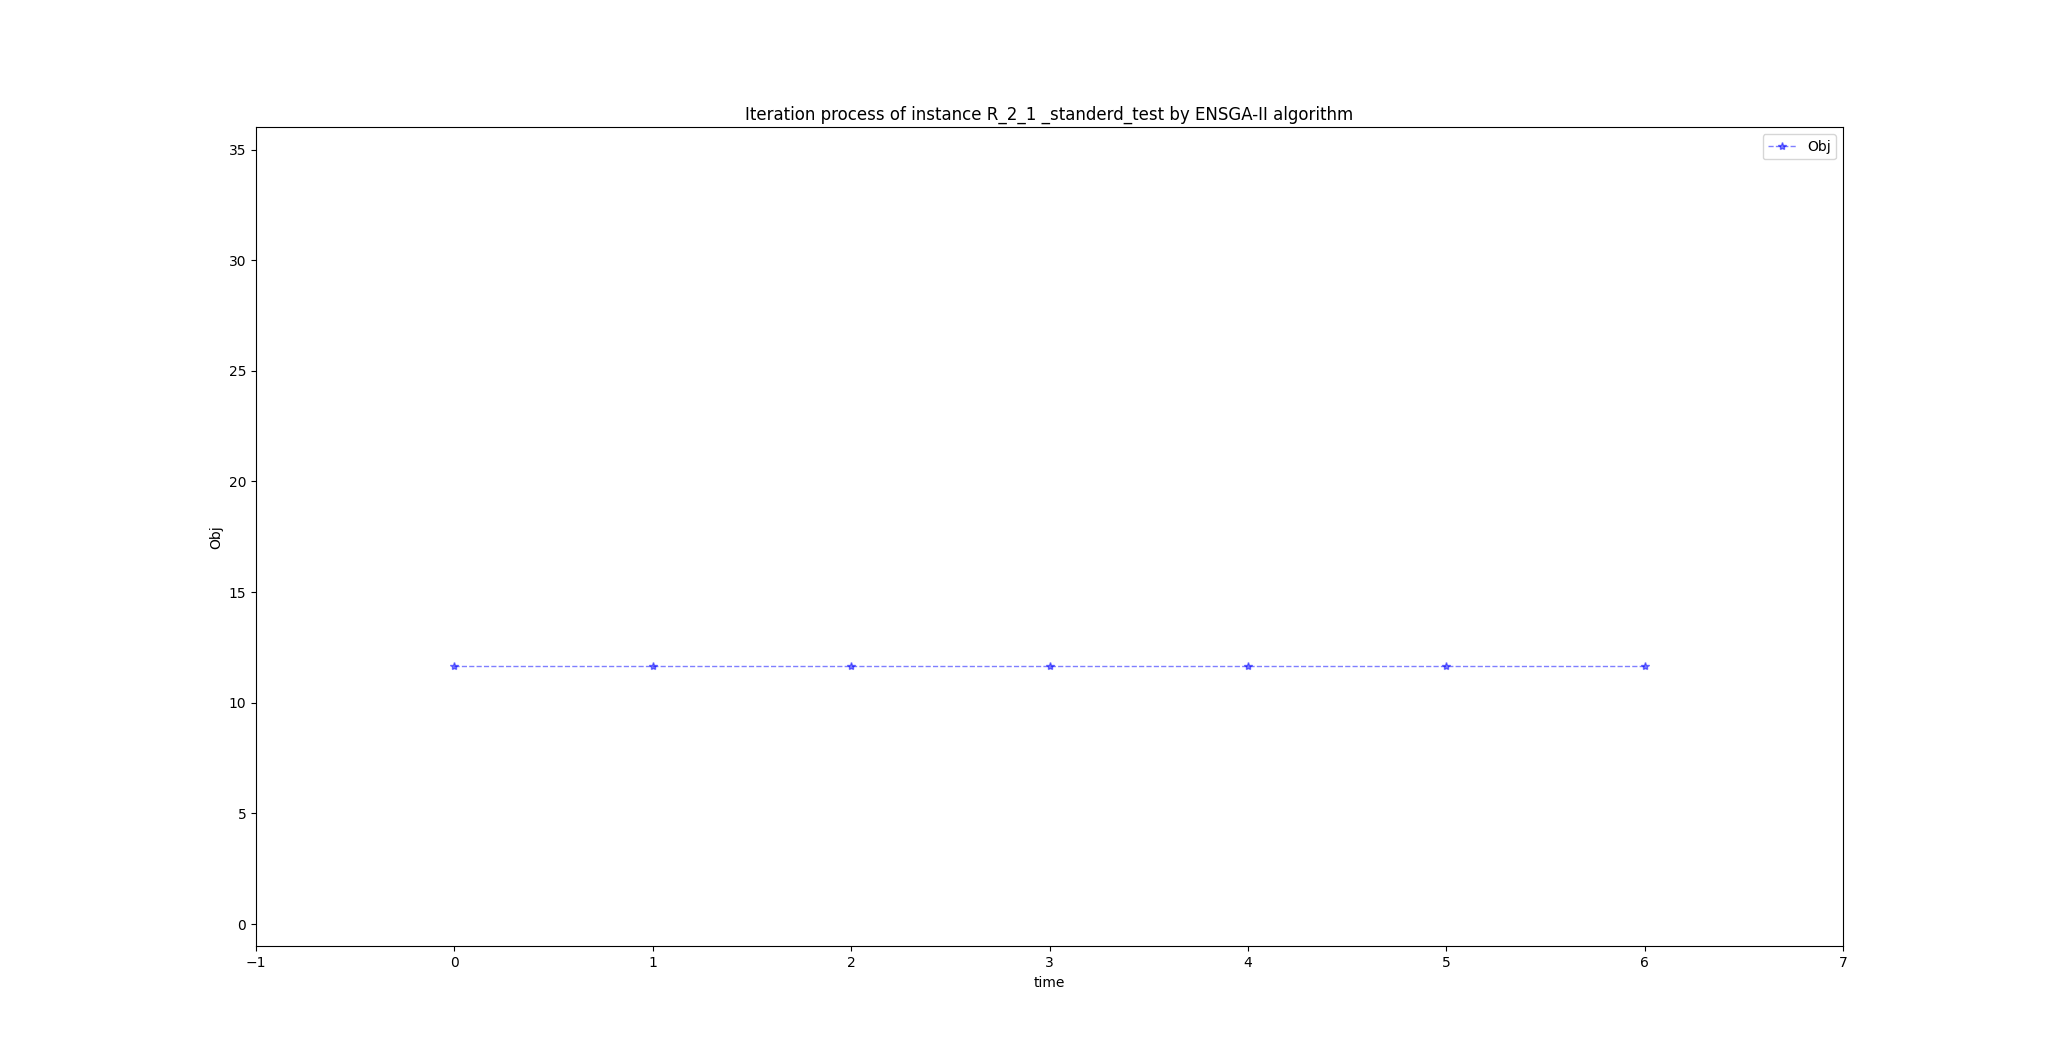 Iteration process of instance R_2_1 _standerd_test by ENSGA-II algorithm
Obj
35
30
25
20
15
10
5
0
Obj
−1 0 1 2 3 4 5 6 7
time